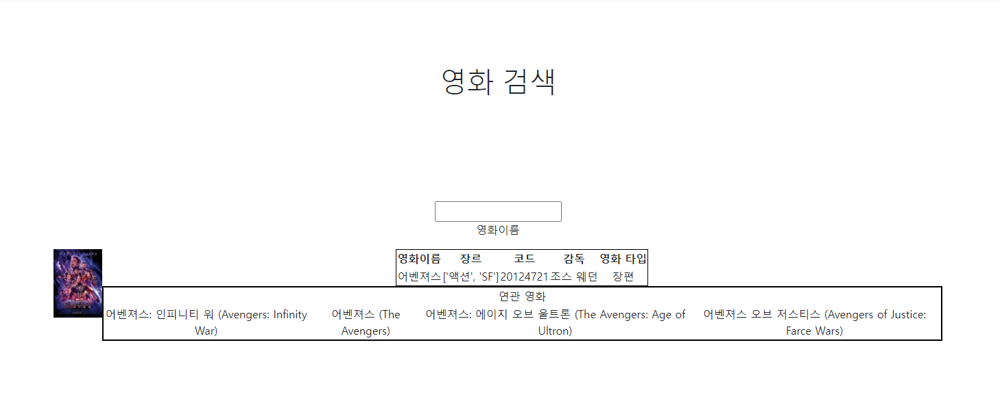 영화 검색
영화이름
영화이름 장르 코드 감독 영화 타입
어벤져스 ['액션', 'SF'] 20124721 조스 웨던 장편
연관 영화
어벤져스: 인피니티 워 (Avengers: Infinity War)
어벤져스 (The Avengers)
어벤져스: 에이지 오브 울트론 (The Avengers: Age of Ultron)
어벤져스 오브 저스티스 (Avengers of Justice: Farce Wars)